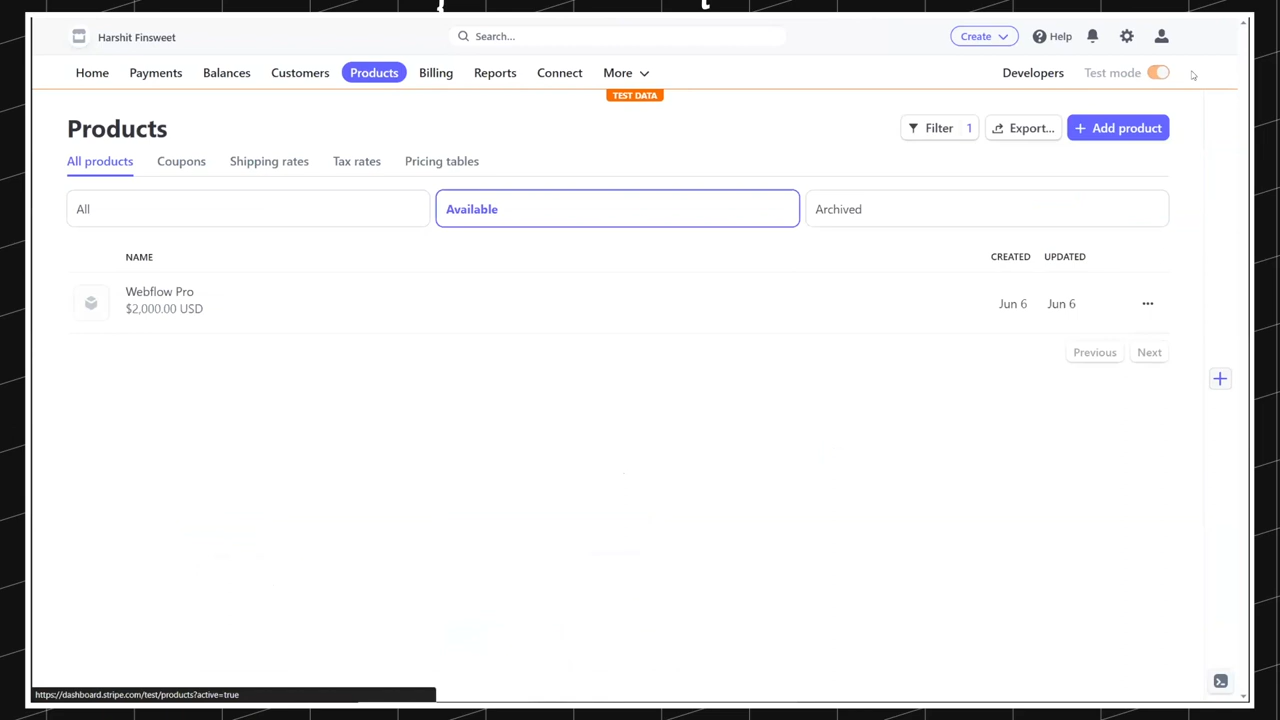 Harshit Finsweet
Search...
Create
Help
Home
Payments
Balances
Customers
Products
Billing
Reports
Connect
More
Developers
Test mode
TEST DATA
Products
Filter 1
Export...
+ Add product
All products
Coupons
Shipping rates
Tax rates
Pricing tables
All
Available
Archived
NAME
CREATED
UPDATED
Webflow Pro
$2,000.00 USD
Jun 6
Jun 6
Previous
Next
https://dashboard.stripe.com/test/products?active=true